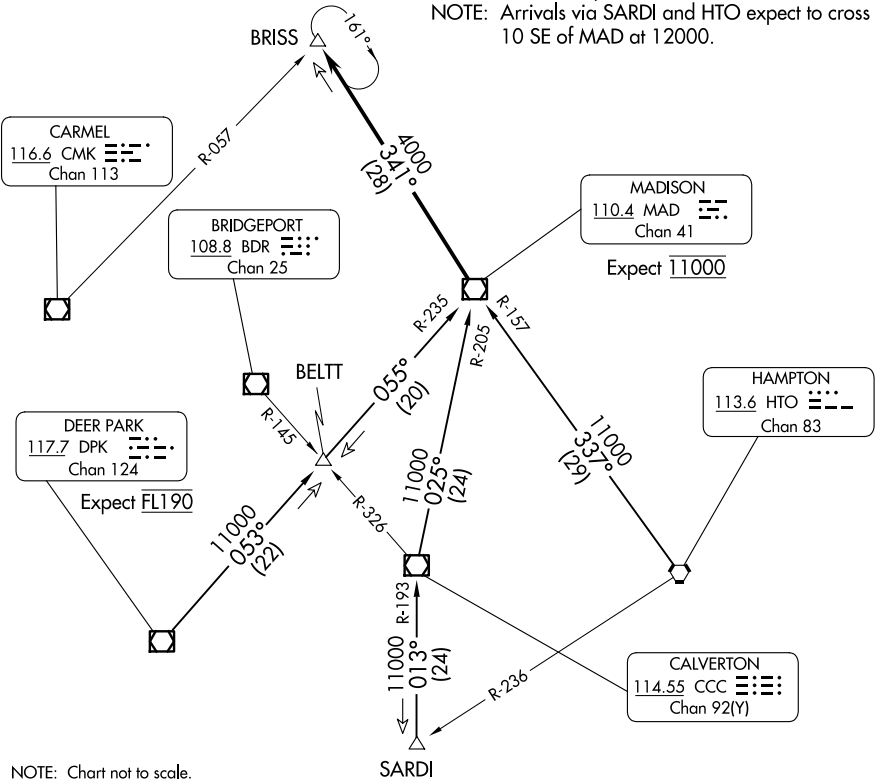 NOTE: Arrivals via SARDI and HTO expect to cross
10 SE of MAD at 12000.
BRISS
161°
R-057
CARMEL
116.6 CMK
Chan 113
4000
341°
(28)
MADISON
110.4 MAD
Chan 41
Expect 11000
BRIDGEPORT
108.8 BDR
Chan 25
R-235
R-205
R-157
BELTT
055°
(20)
R-145
HAMPTON
113.6 HTO
Chan 83
DEER PARK
117.7 DPK
Chan 124
Expect FL190
11000
053°
(22)
R-326
11000
025°
(24)
11000
337°
(29)
R-193
11000
013°
(24)
R-236
CALVERTON
114.55 CCC
Chan 92(Y)
SARDI
NOTE: Chart not to scale.